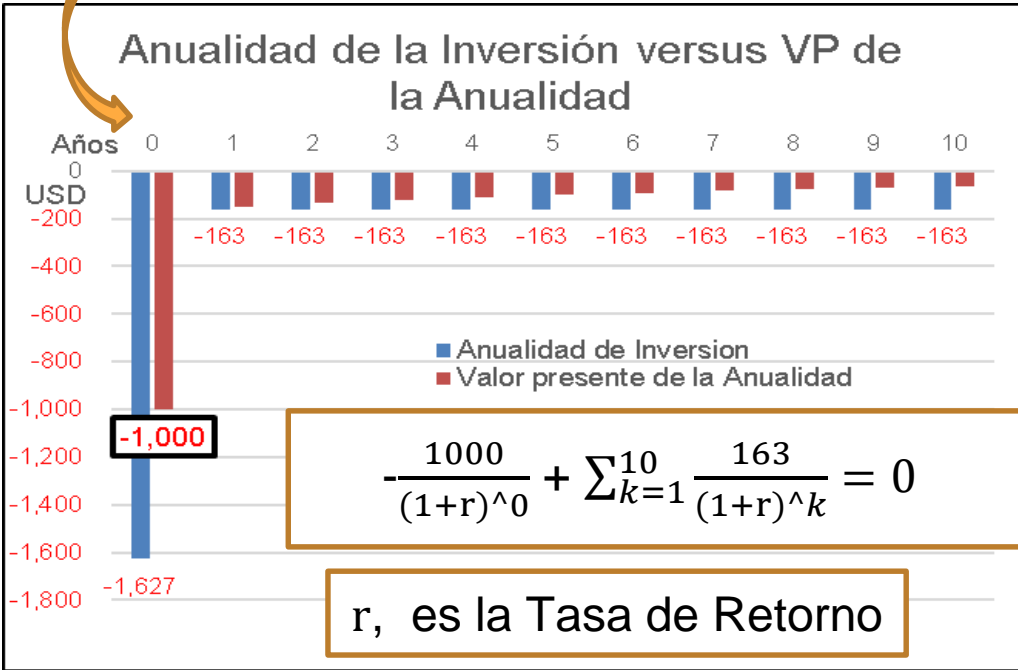 Anualidad de la Inversión versus VP de
la Anualidad
Años 0 1 2 3 4 5 6 7 8 9 10
0
USD
-200
-163 -163 -163 -163 -163 -163 -163 -163 -163 -163
-400
-600
-800
Anualidad de Inversion
Valor presente de la Anualidad
-1,000
-1,000
-1,200
-1,400
-1,600
-1,627
-1,800
-1000/(1+r)^0 + ∑_{k=1}^{10} 163/(1+r)^k = 0
r, es la Tasa de Retorno